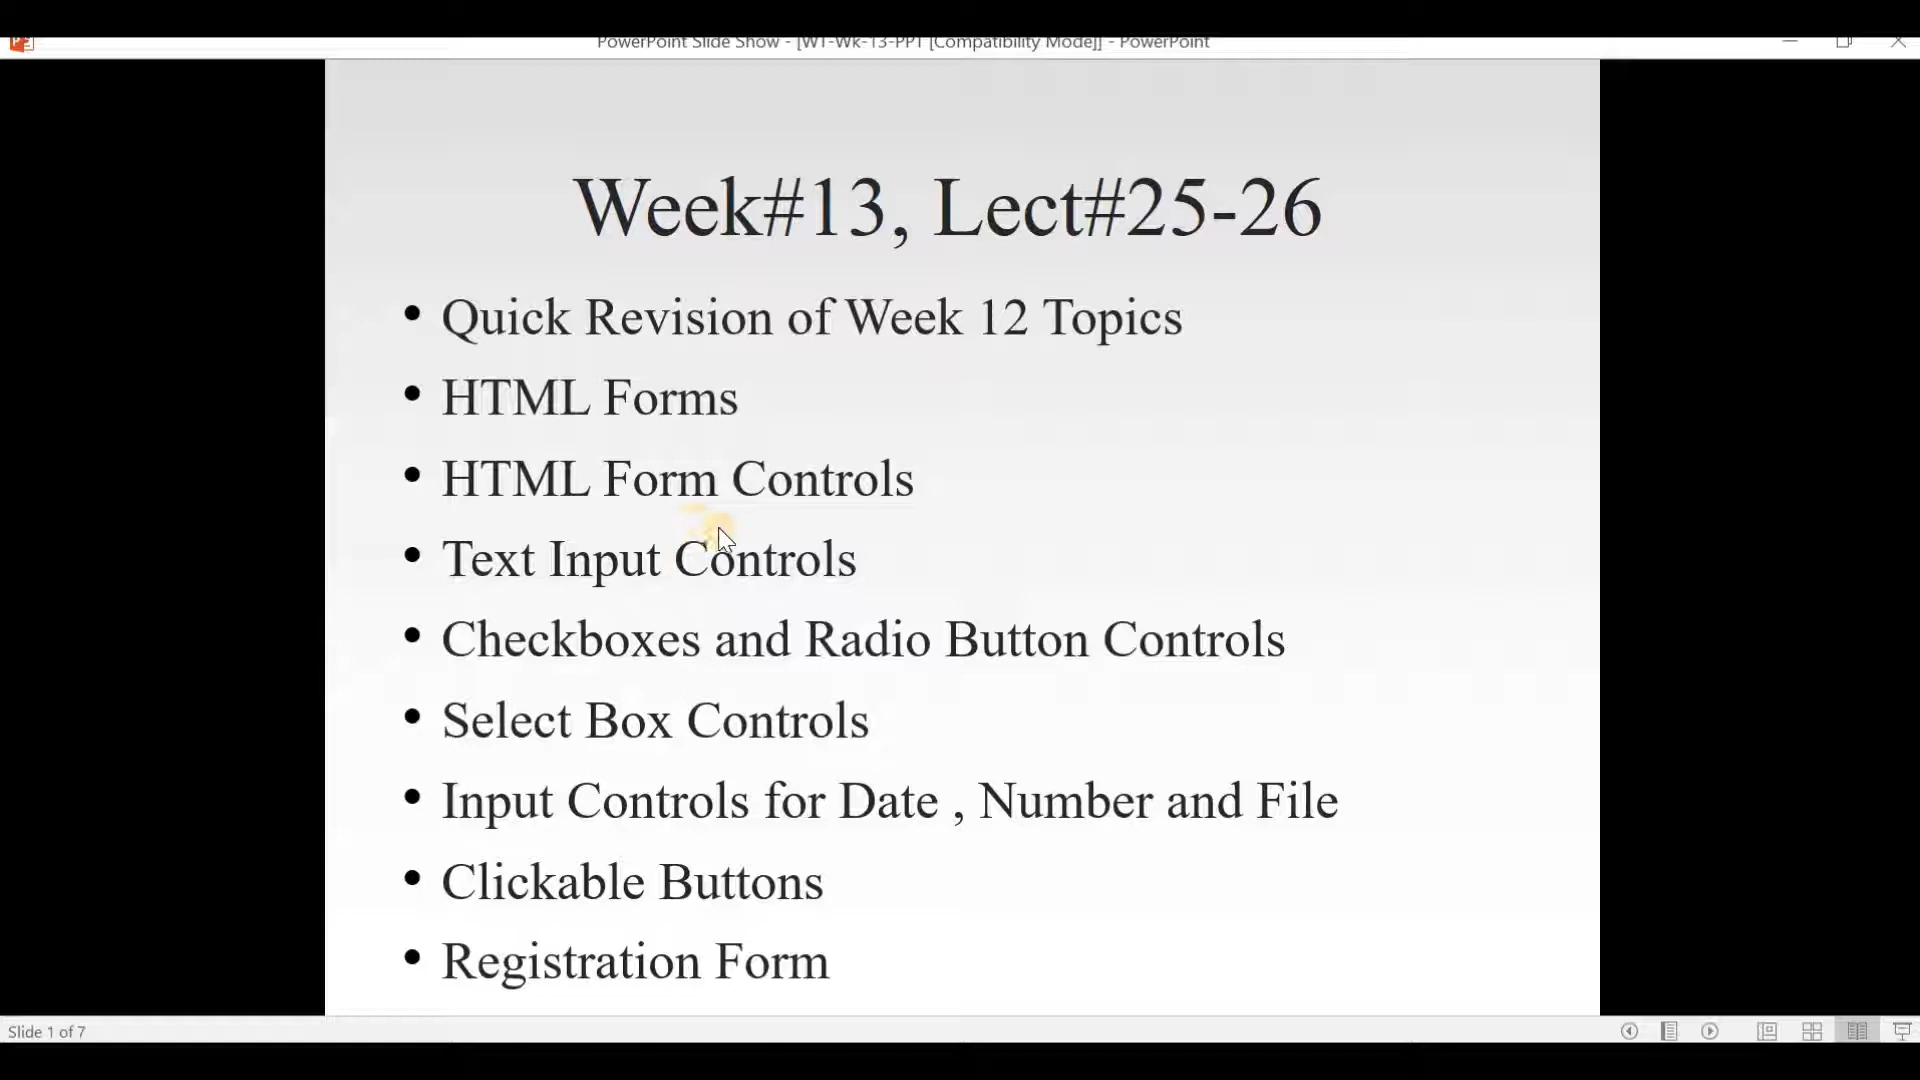 PowerPoint Slide Show - [WT-Wk-13-PPT [Compatibility Mode]] - PowerPoint
Week#13, Lect#25-26
• Quick Revision of Week 12 Topics
• HTML Forms
• HTML Form Controls
• Text Input Controls
• Checkboxes and Radio Button Controls
• Select Box Controls
• Input Controls for Date , Number and File
• Clickable Buttons
• Registration Form
Slide 1 of 7